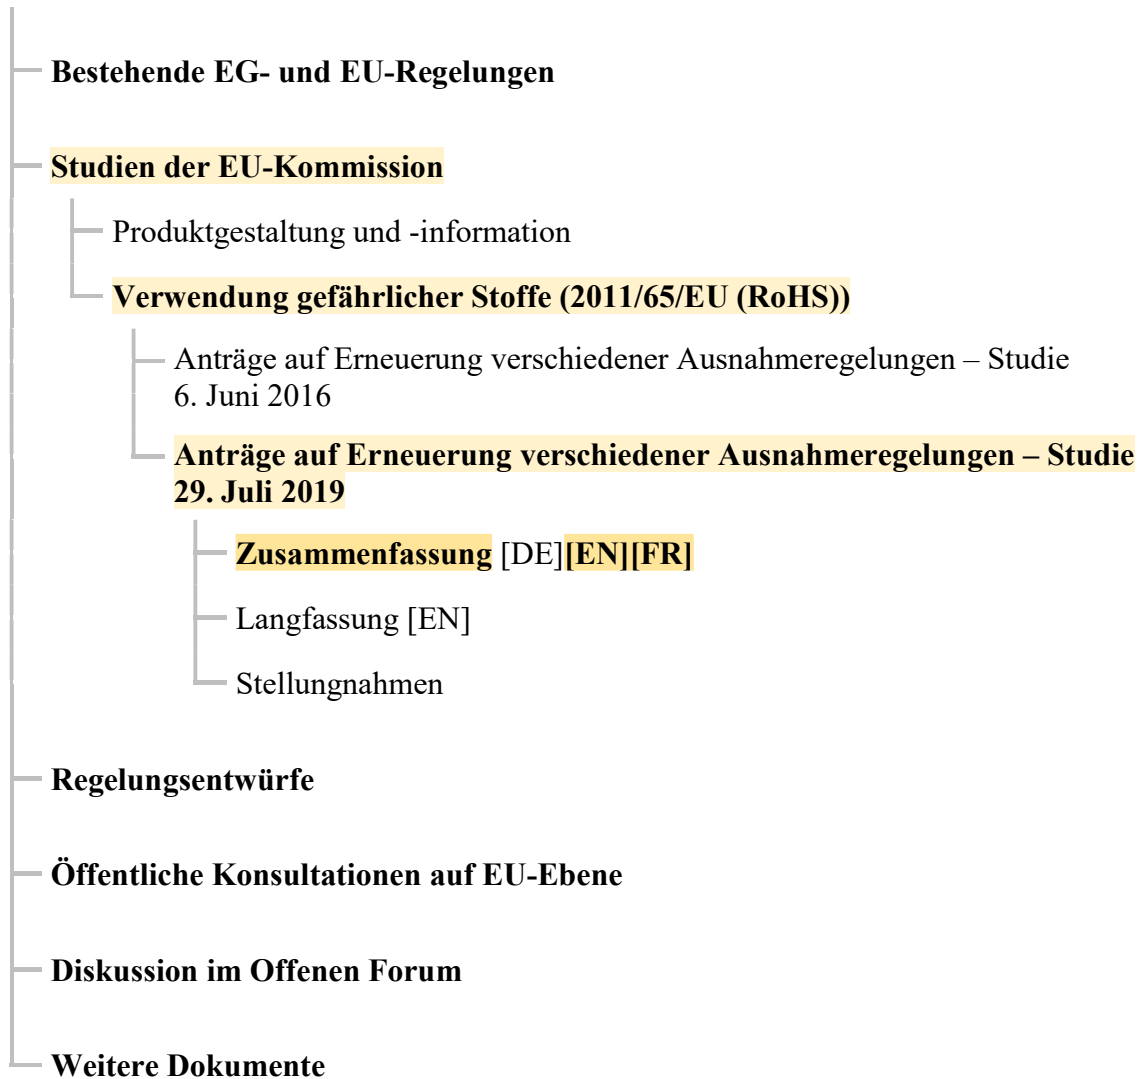 Bestehende EG- und EU-Regelungen
Studien der EU-Kommission
Produktgestaltung und -information
Verwendung gefährlicher Stoffe (2011/65/EU (RoHS))
Anträge auf Erneuerung verschiedener Ausnahmeregelungen – Studie
6. Juni 2016
Anträge auf Erneuerung verschiedener Ausnahmeregelungen – Studie
29. Juli 2019
Zusammenfassung [DE][EN][FR]
Langfassung [EN]
Stellungnahmen
Regelungsentwürfe
Öffentliche Konsultationen auf EU-Ebene
Diskussion im Offenen Forum
Weitere Dokumente